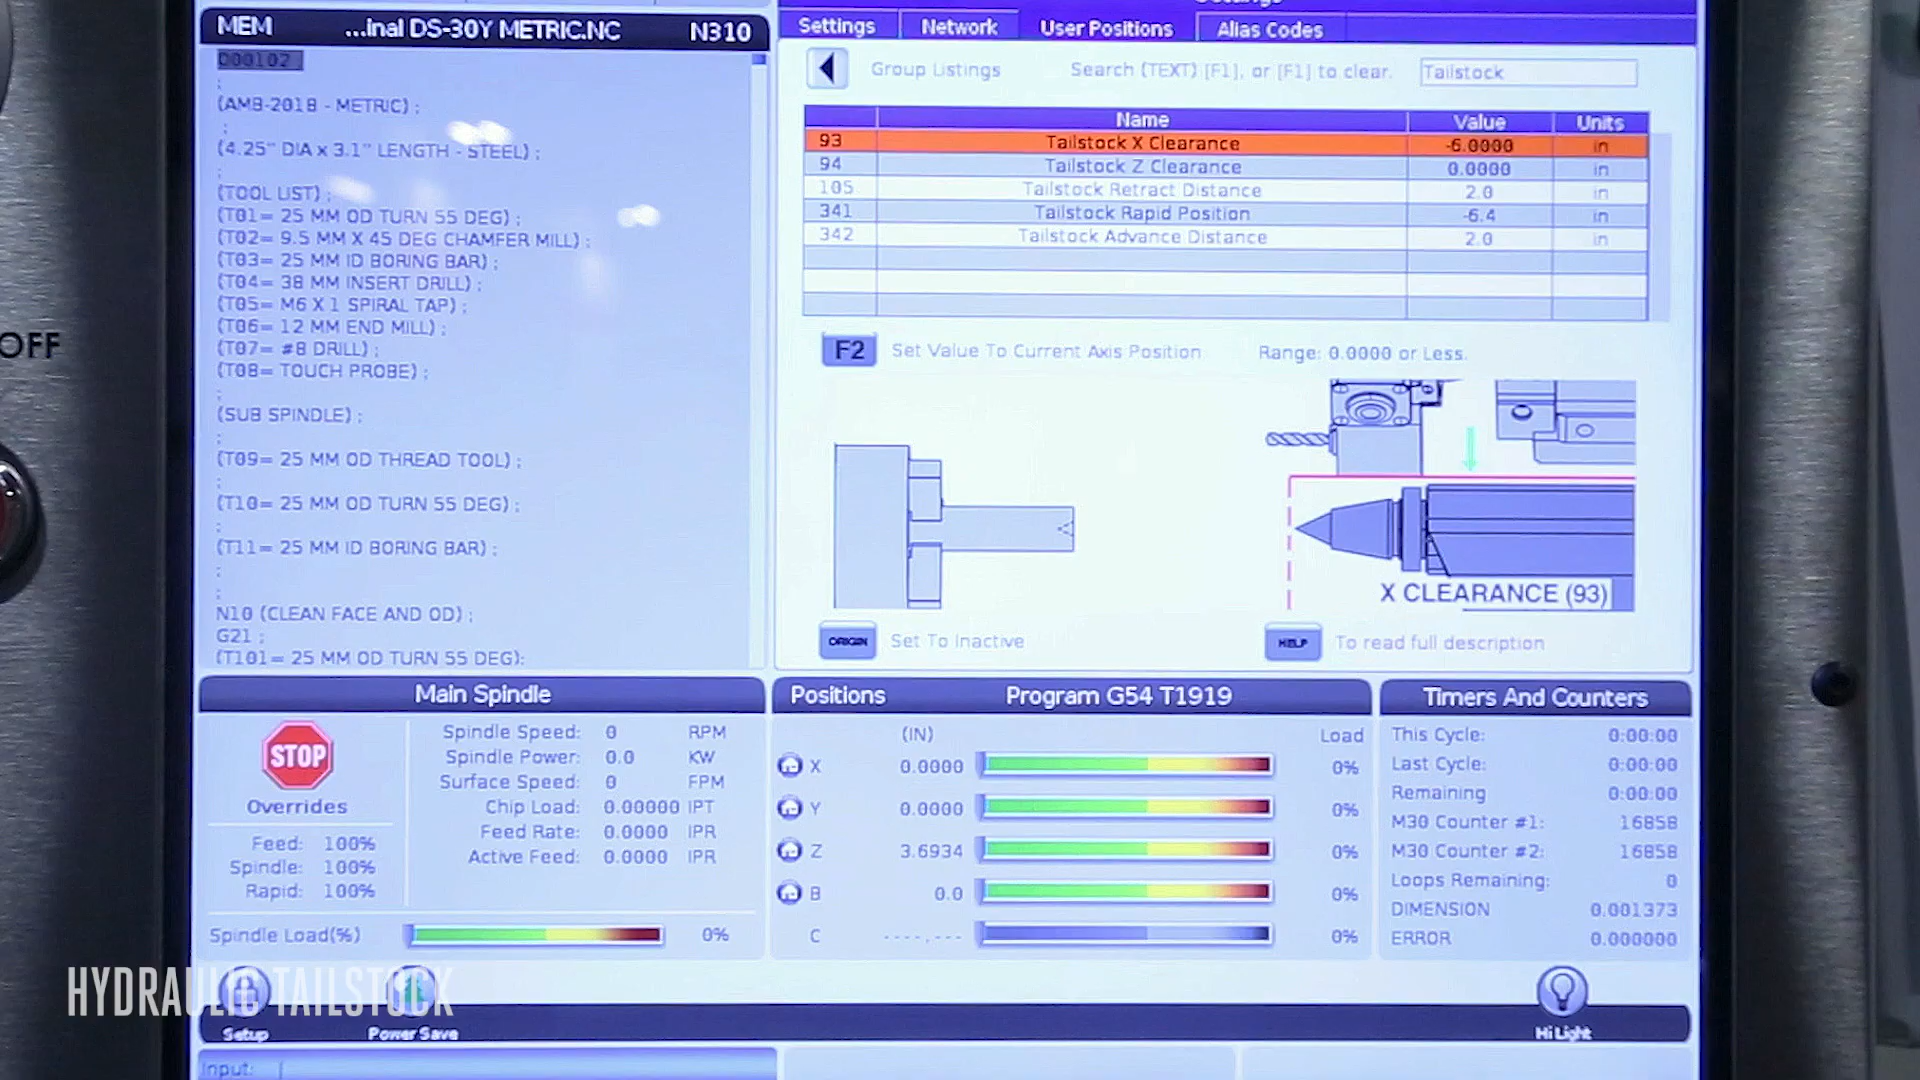 MEM ...inal DS-30Y METRIC.NC N310
O00102
;
(AMB-201B - METRIC) ;
;
(4.25" DIA x 3.1" LENGTH - STEEL) ;
;
(TOOL LIST) ;
(T01= 25 MM OD TURN 55 DEG) ;
(T02= 9.5 MM X 45 DEG CHAMFER MILL) ;
(T03= 25 MM ID BORING BAR) ;
(T04= 38 MM INSERT DRILL) ;
(T05= M6 X 1 SPIRAL TAP) ;
(T06= 12 MM END MILL) ;
(T07= #8 DRILL) ;
(T08= TOUCH PROBE) ;
;
(SUB SPINDLE) ;
;
(T09= 25 MM OD THREAD TOOL) ;
;
(T10= 25 MM OD TURN 55 DEG) ;
;
(T11= 25 MM ID BORING BAR) ;
;
;
N10 (CLEAN FACE AND OD) ;
G21 ;
(T101= 25 MM OD TURN 55 DEG);
Settings Network User Positions Alias Codes
Group Listings Search (TEXT) [F1], or [F1] to clear. Tailstock
Name Value Units
93 Tailstock X Clearance -6.0000 in
94 Tailstock Z Clearance 0.0000 in
105 Tailstock Retract Distance 2.0 in
341 Tailstock Rapid Position -6.4 in
342 Tailstock Advance Distance 2.0 in
F2 Set Value To Current Axis Position Range: 0.0000 or Less.
X CLEARANCE (93)
ORIGIN Set To Inactive HELP To read full description
Main Spindle
STOP
Overrides
Feed: 100%
Spindle: 100%
Rapid: 100%
Spindle Speed: 0 RPM
Spindle Power: 0.0 KW
Surface Speed: 0 FPM
Chip Load: 0.00000 IPT
Feed Rate: 0.0000 IPR
Active Feed: 0.0000 IPR
Spindle Load(%) 0%
Positions Program G54 T1919
(IN) Load
X 0.0000 0%
Y 0.0000 0%
Z 3.6934 0%
B 0.0 0%
C ----.--- 0%
Timers And Counters
This Cycle: 0:00:00
Last Cycle: 0:00:00
Remaining 0:00:00
M30 Counter #1: 16858
M30 Counter #2: 16858
Loops Remaining: 0
DIMENSION 0.001373
ERROR 0.000000
Setup Power Save Hi Light
Input:
OFF
HYDRAULIC TAILSTOCK